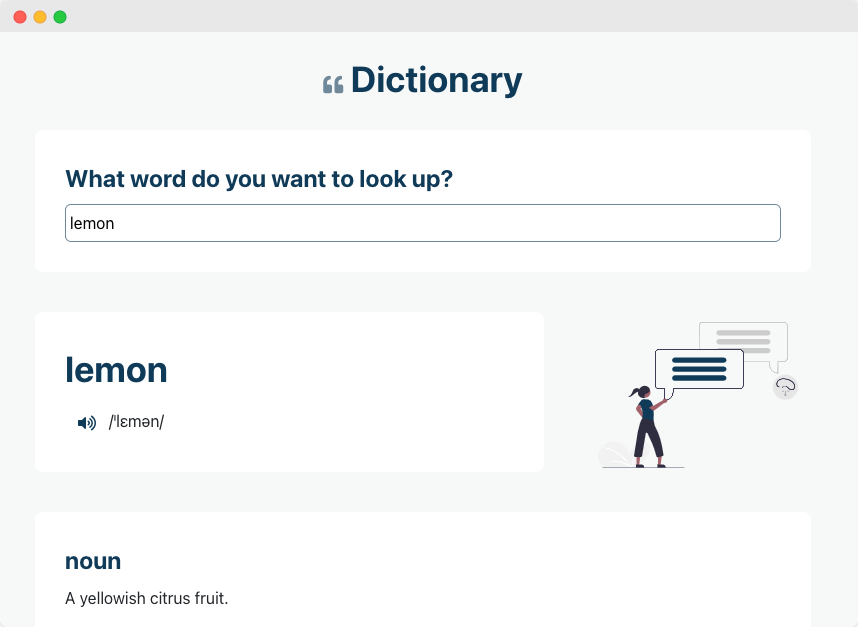 “ Dictionary
What word do you want to look up?
lemon
lemon
/ˈlɛmən/
noun
A yellowish citrus fruit.